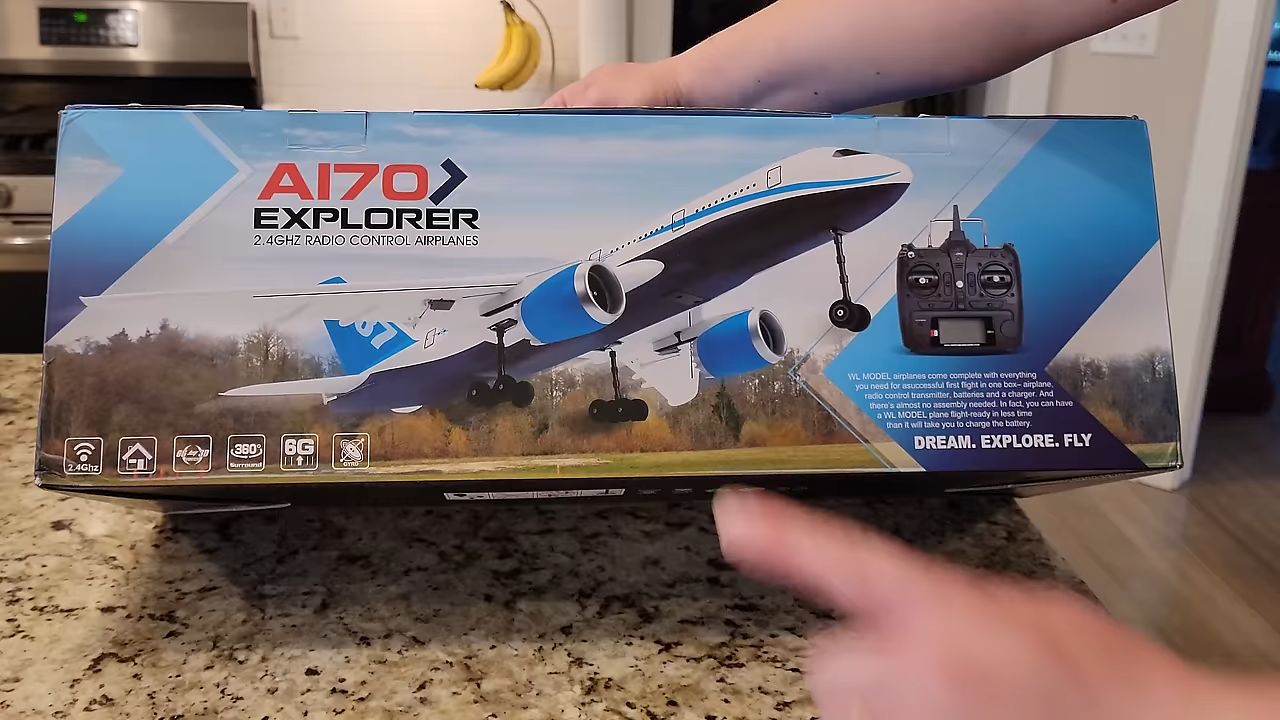 A170
EXPLORER
2.4GHZ RADIO CONTROL AIRPLANES
787
WL MODEL airplanes come complete with everything
you need for asuccessful first flight in one box– airplane,
radio control transmitter, batteries and a charger. And
there's almost no assembly needed. In fact, you can have
a WL MODEL plane flight-ready in less time
than it will take you to charge the battery.
DREAM. EXPLORE. FLY
2.4Ghz
360°
Surround
6G
GYRO